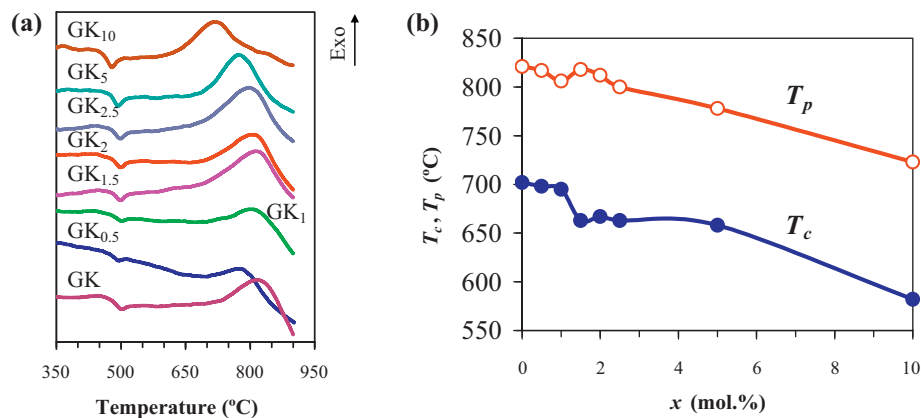 (a)
Exo
GK10
GK5
GK2.5
GK2
GK1.5
GK1
GK0.5
GK
350 500 650 800 950
Temperature (ºC)
(b)
850
800
750
700
650
600
550
Tc, Tp (ºC)
Tp
Tc
0 2 4 6 8 10
x (mol.%)